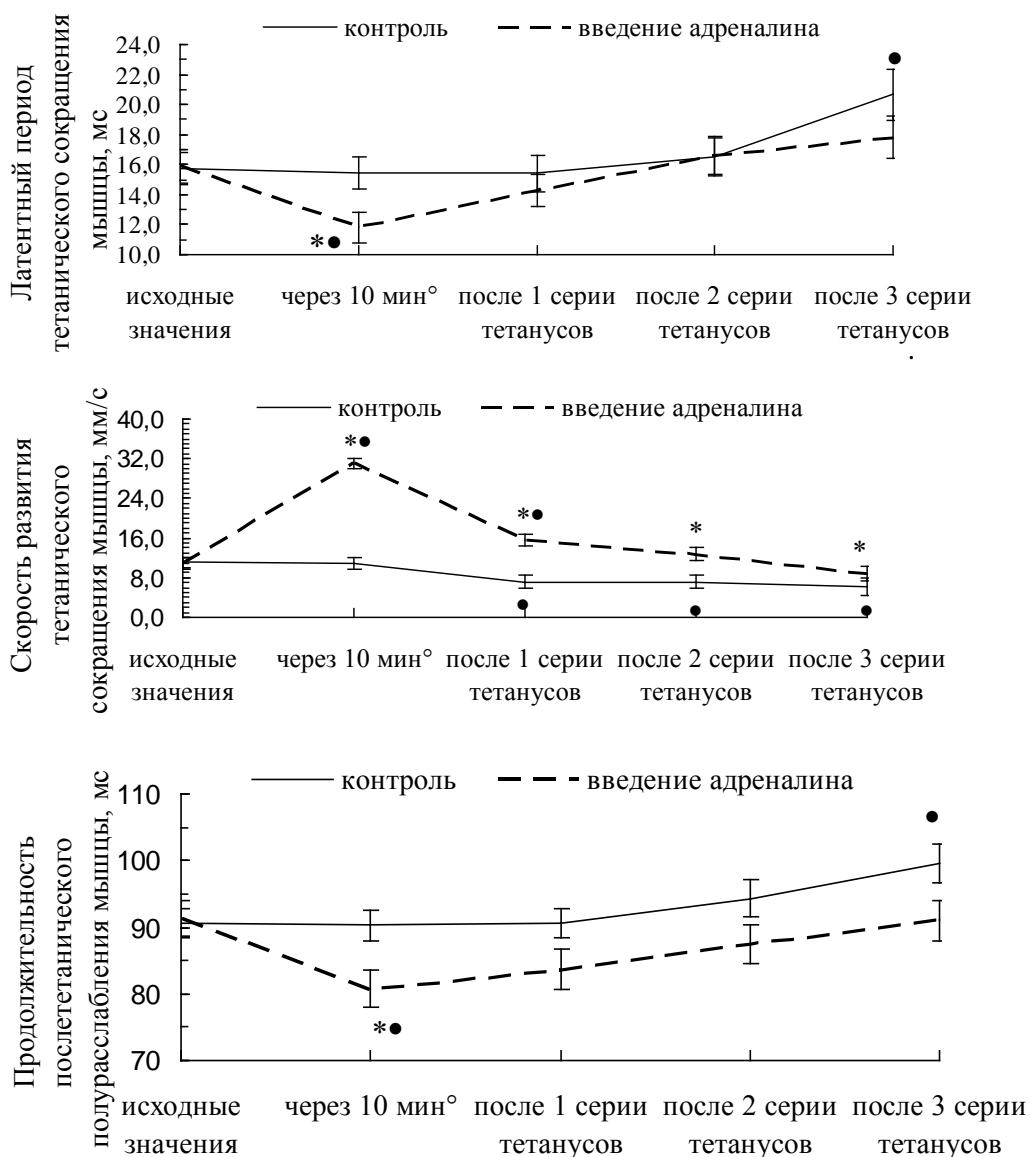 контроль введение адреналина
Латентный период
тетанического сокращения
мышцы, мс
24,0
22,0
20,0
18,0
16,0
14,0
12,0
10,0
*●
●
исходные через 10 мин° после 1 серии после 2 серии после 3 серии
значения тетанусов тетанусов тетанусов
.
контроль введение адреналина
Скорость развития
тетанического
сокращения мышцы, мм/с
40,0
32,0
24,0
16,0
8,0
0,0
*●
*●
*
*
●
●
●
исходные через 10 мин° после 1 серии после 2 серии после 3 серии
значения тетанусов тетанусов тетанусов
контроль введение адреналина
Продолжительность
послететанического
полурасслабления мышцы, мс
110
100
90
80
70
●
*●
исходные через 10 мин° после 1 серии после 2 серии после 3 серии
значения тетанусов тетанусов тетанусов